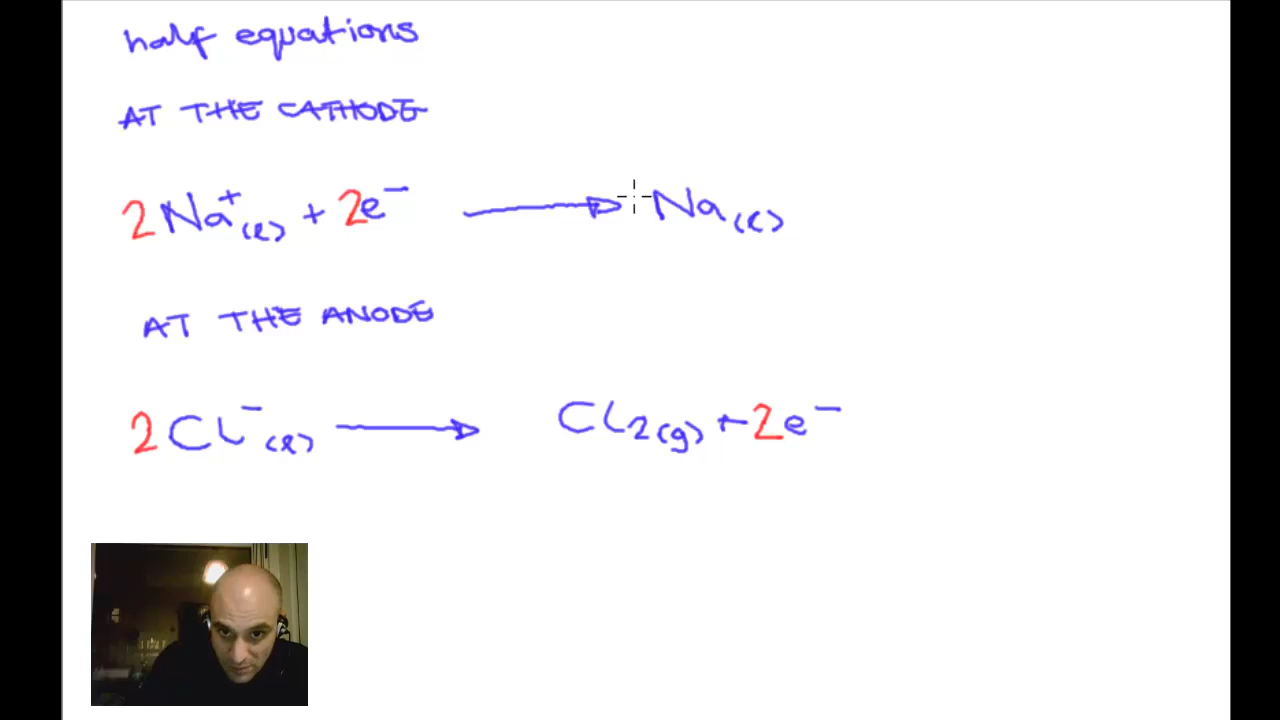 half equations
AT THE CATHODE
2Na⁺(l) + 2e⁻ → Na(l)
AT THE ANODE
2Cl⁻(l) → Cl₂(g) + 2e⁻